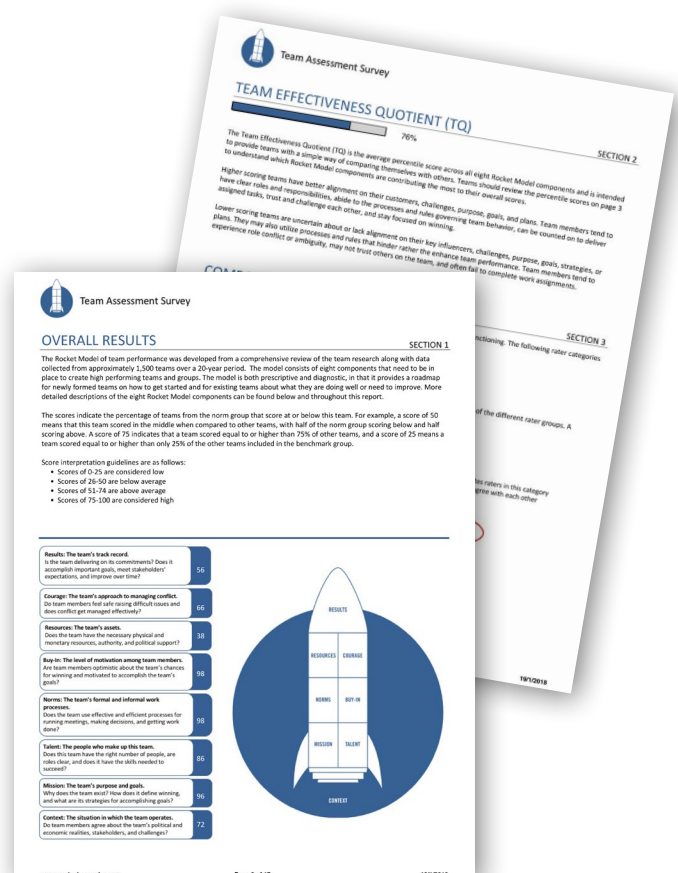 Team Assessment Survey
TEAM EFFECTIVENESS QUOTIENT (TQ)
76%
SECTION 2
The Team Effectiveness Quotient (TQ) is the average percentile score across all eight Rocket Model components and is intended
to provide teams with a simple way of comparing themselves with others. Teams should review the percentile scores on page 3
to understand which Rocket Model components are contributing the most to their overall scores.
Higher scoring teams have better alignment on their customers, challenges, purpose, goals, and plans. Team members tend to
have clear roles and responsibilities, abide to the processes and rules governing team behavior, can be counted on to deliver
assigned tasks, trust and challenge each other, and stay focused on winning.
Lower scoring teams are uncertain about or lack alignment on their key influencers, challenges, purpose, goals, strategies, or
plans. They may also utilize processes and rules that hinder rather the enhance team performance. Team members tend to
experience role conflict or ambiguity, may not trust others on the team, and often fail to complete work assignments.
SECTION 3
The following rater categories
of the different rater groups. A
raters in this category
agree with each other
19/1/2018
Team Assessment Survey
OVERALL RESULTS
SECTION 1
The Rocket Model of team performance was developed from a comprehensive review of the team research along with data
collected from approximately 1,500 teams over a 20-year period. The model consists of eight components that need to be in
place to create high performing teams and groups. The model is both prescriptive and diagnostic, in that it provides a roadmap
for newly formed teams on how to get started and for existing teams about what they are doing well or need to improve. More
detailed descriptions of the eight Rocket Model components can be found below and throughout this report.
The scores indicate the percentage of teams from the norm group that score at or below this team. For example, a score of 50
means that this team scored in the middle when compared to other teams, with half of the norm group scoring below and half
scoring above. A score of 75 indicates that a team scored equal to or higher than 75% of other teams, and a score of 25 means a
team scored equal to or higher than only 25% of the other teams included in the benchmark group.
Score interpretation guidelines are as follows:
• Scores of 0-25 are considered low
• Scores of 26-50 are below average
• Scores of 51-74 are above average
• Scores of 75-100 are considered high
Results: The team's track record.
Is the team delivering on its commitments? Does it
accomplish important goals, meet stakeholders'
expectations, and improve over time?
56
Courage: The team's approach to managing conflict.
Do team members feel safe raising difficult issues and
does conflict get managed effectively?
66
Resources: The team's assets.
Does the team have the necessary physical and
monetary resources, authority, and political support?
38
Buy-In: The level of motivation among team members.
Are team members optimistic about the team's chances
for winning and motivated to accomplish the team's
goals?
98
Norms: The team's formal and informal work
processes.
Does the team use effective and efficient processes for
running meetings, making decisions, and getting work
done?
98
Talent: The people who make up this team.
Does this team have the right number of people, are
roles clear, and does it have the skills needed to
succeed?
86
Mission: The team's purpose and goals.
Why does the team exist? How does it define winning,
and what are its strategies for accomplishing goals?
96
Context: The situation in which the team operates.
Do team members agree about the team's political and
economic realities, stakeholders, and challenges?
72
RESULTS
RESOURCES COURAGE
NORMS BUY-IN
MISSION TALENT
CONTEXT